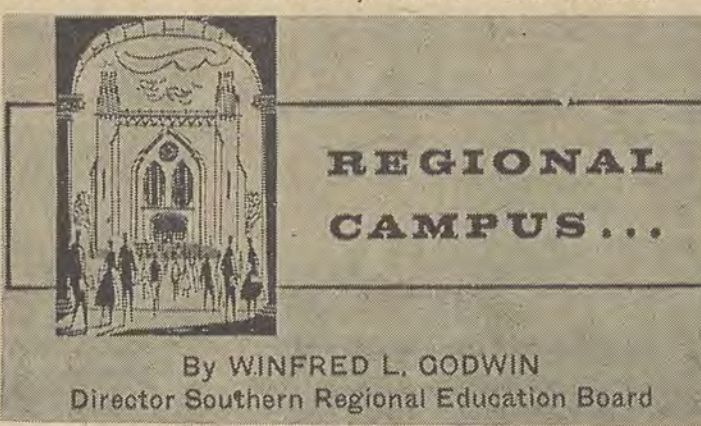 REGIONAL
CAMPUS...
By WINFRED L. GODWIN
Director Southern Regional Education Board